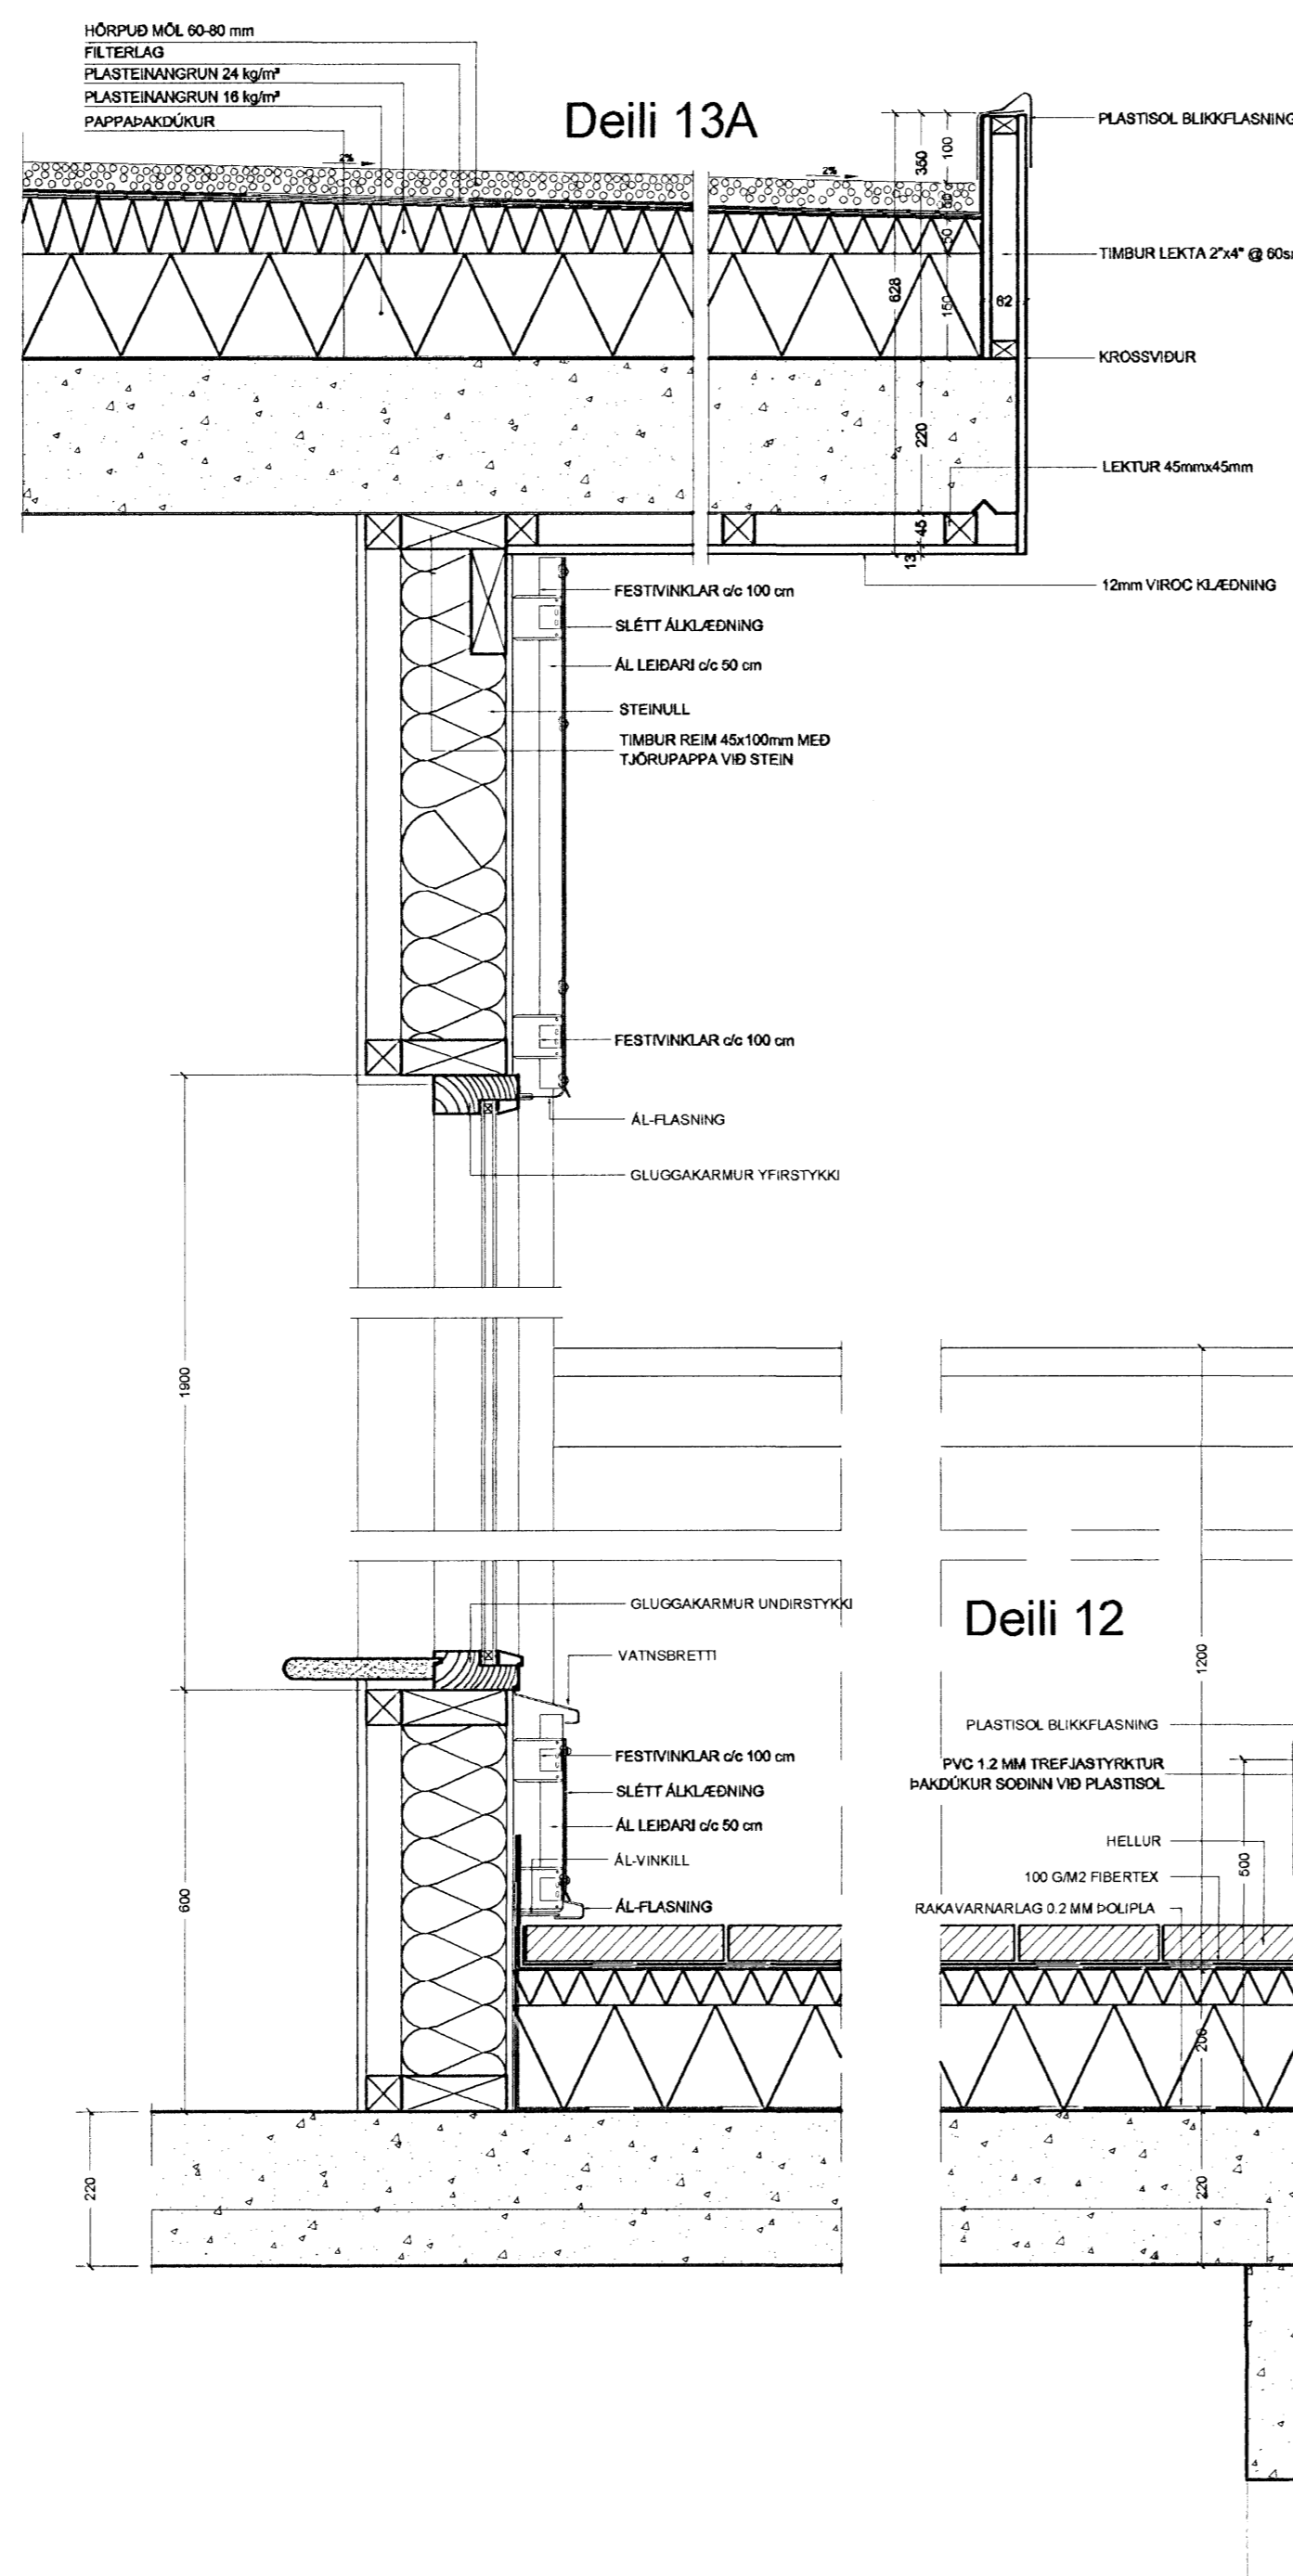 HÖRPUÐ MÖL 60-80 mm
FILTERLAG
PLASTEINANGRUN 24 kg/m³
PLASTEINANGRUN 16 kg/m³
PAPPAÞAKDÚKUR
Deili 13A
2%
2%
PLASTISOL BLIKKFLASNING
100
350
50
50
TIMBUR LEKTA 2"x4" @ 60s
628
150
62
KROSSVIÐUR
220
LEKTUR 45mmx45mm
45
13
12mm VIROC KLÆÐNING
FESTIVINKLAR c/c 100 cm
SLÉTT ÁLKLÆÐNING
ÁL LEIÐARI c/c 50 cm
STEINULL
TIMBUR REIM 45x100mm MEÐ
TJÖRUPAPPA VIÐ STEIN
FESTIVINKLAR c/c 100 cm
ÁL-FLASNING
GLUGGAKARMUR YFIRSTYKKI
1900
GLUGGAKARMUR UNDIRSTYKKI
Deili 12
VATNSBRETTI
1200
PLASTISOL BLIKKFLASNING
FESTIVINKLAR c/c 100 cm
PVC 1.2 MM TREFJASTYRKTUR
ÞAKDÚKUR SOÐINN VIÐ PLASTISOL
SLÉTT ÁLKLÆÐNING
ÁL LEIÐARI c/c 50 cm
HELLUR
ÁL-VINKILL
500
100 G/M2 FIBERTEX
600
ÁL-FLASNING
RAKAVARNARLAG 0.2 MM ÞOLIPLA
200
220
220